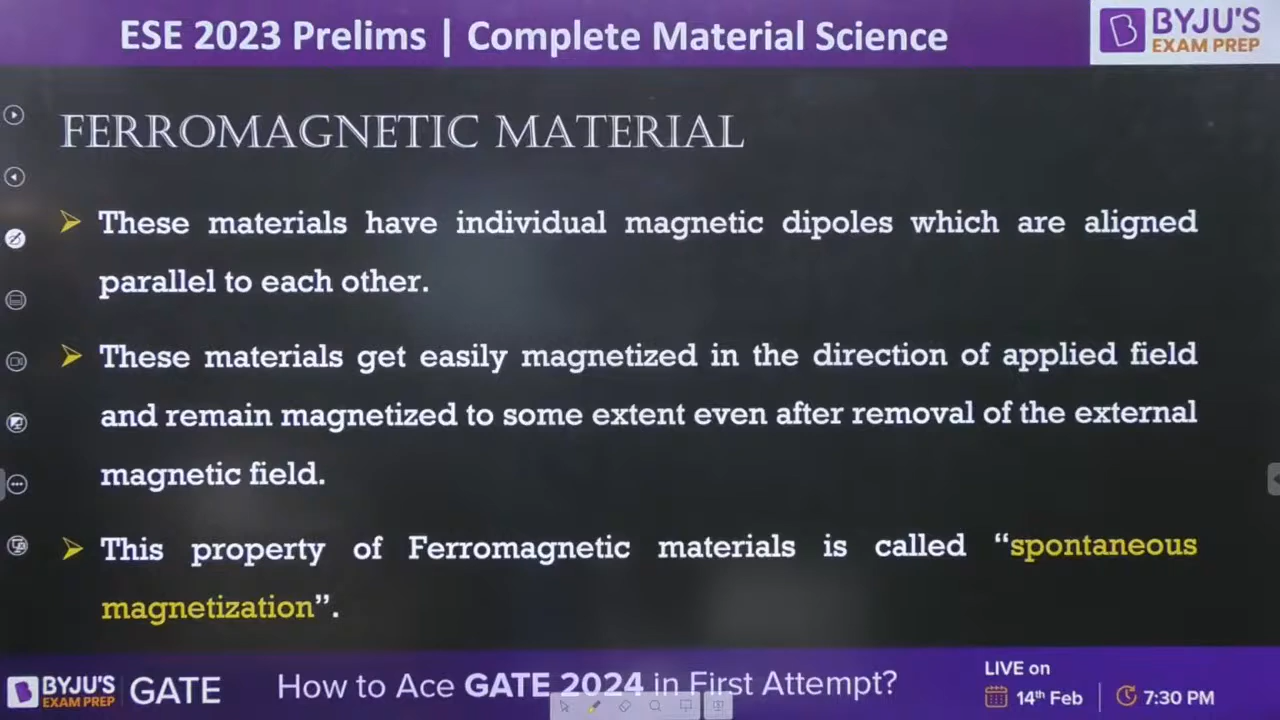 ESE 2023 Prelims | Complete Material Science
BYJU'S
EXAM PREP
FERROMAGNETIC MATERIAL
These materials have individual magnetic dipoles which are aligned
parallel to each other.
These materials get easily magnetized in the direction of applied field
and remain magnetized to some extent even after removal of the external
magnetic field.
This property of Ferromagnetic materials is called “spontaneous
magnetization”.
BYJU'S
EXAM PREP
GATE
How to Ace GATE 2024 in First Attempt?
LIVE on
14th Feb | 7:30 PM